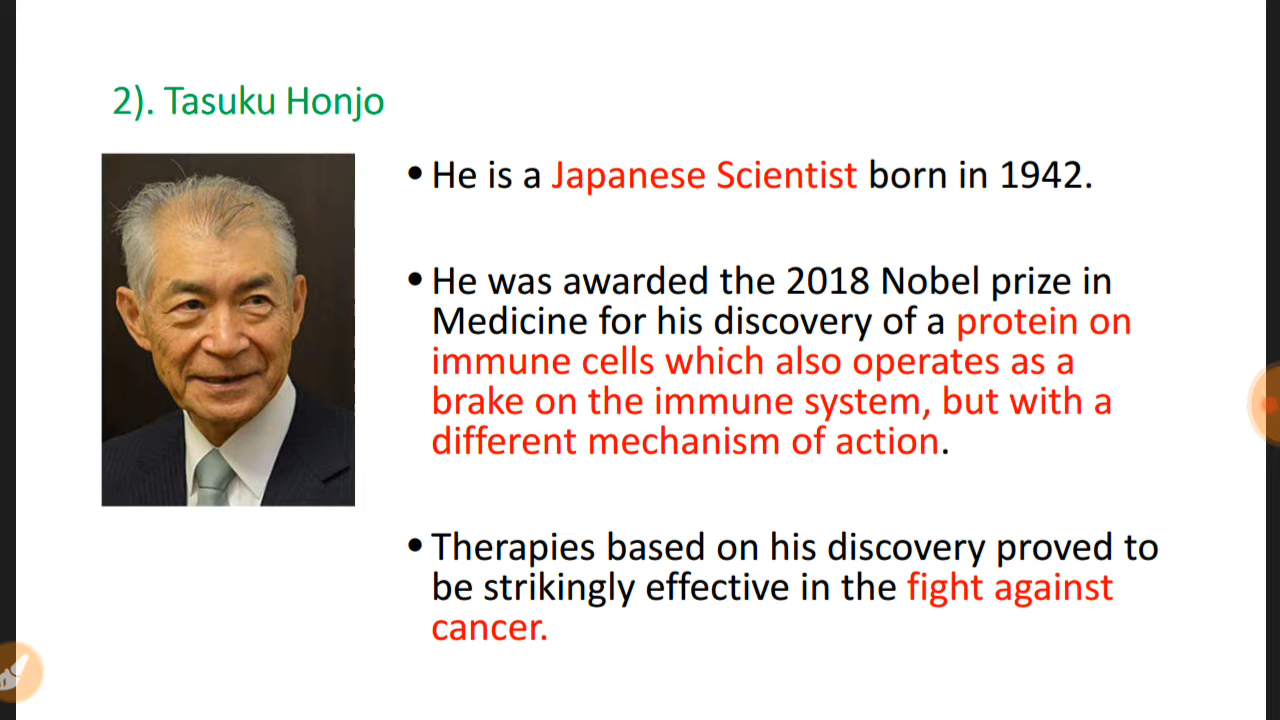 2). Tasuku Honjo
• He is a Japanese Scientist born in 1942.
• He was awarded the 2018 Nobel prize in
Medicine for his discovery of a protein on
immune cells which also operates as a
brake on the immune system, but with a
different mechanism of action.
• Therapies based on his discovery proved to
be strikingly effective in the fight against
cancer.